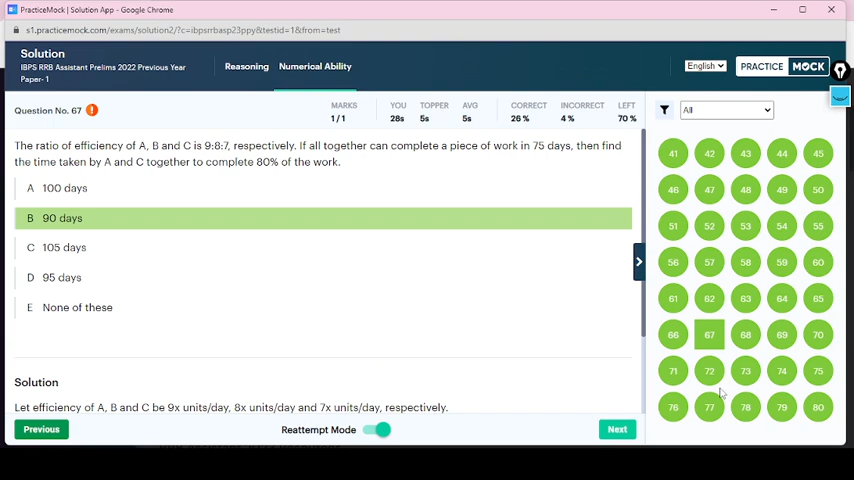 PracticeMock | Solution App - Google Chrome
s1.practicemock.com/exams/solution2/?c=ibpsrrbasp23ppy&testid=1&from=test
Solution
IBPS RRB Assistant Prelims 2022 Previous Year
Paper- 1
Reasoning
Numerical Ability
English
PRACTICE MOCK
Question No. 67
MARKS
1 / 1
YOU
28s
TOPPER
5s
AVG
5s
CORRECT
26 %
INCORRECT
4 %
LEFT
70 %
The ratio of efficiency of A, B and C is 9:8:7, respectively. If all together can complete a piece of work in 75 days, then find
the time taken by A and C together to complete 80% of the work.
A 100 days
B 90 days
C 105 days
D 95 days
E None of these
Solution
Let efficiency of A, B and C be 9x units/day, 8x units/day and 7x units/day, respectively.
Previous
Reattempt Mode
Next
All
41 42 43 44 45
46 47 48 49 50
51 52 53 54 55
56 57 58 59 60
61 62 63 64 65
66 67 68 69 70
71 72 73 74 75
76 77 78 79 80